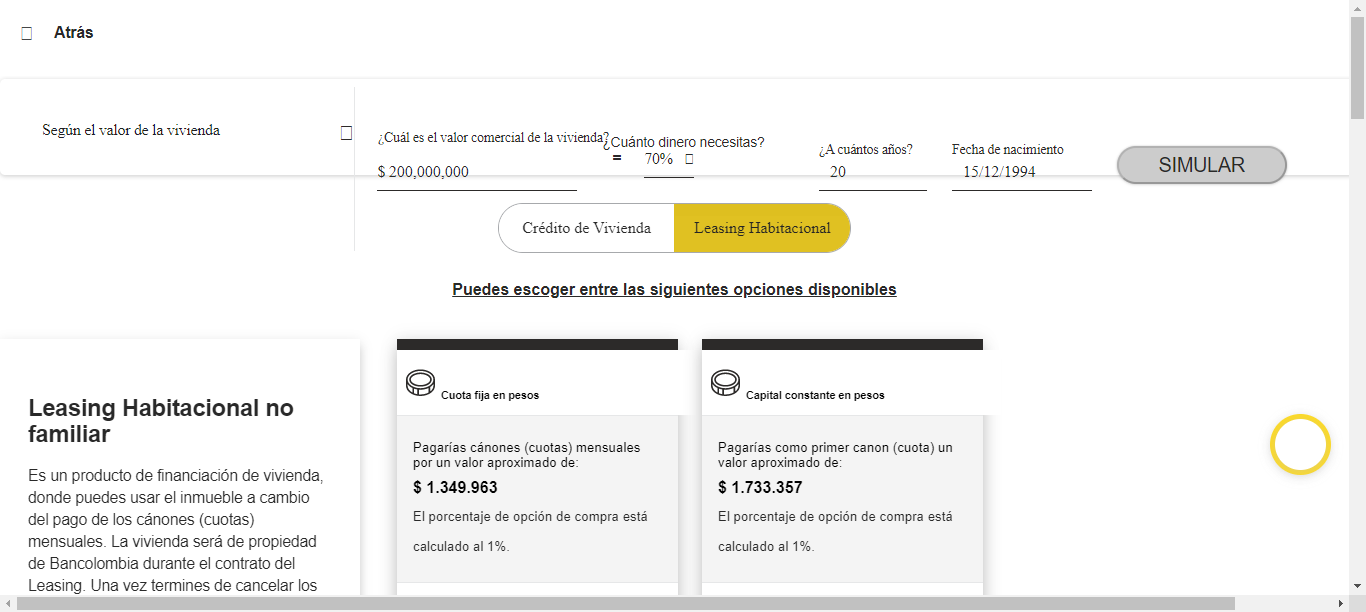 Atrás
Según el valor de la vivienda
¿Cuál es el valor comercial de la vivienda?
$ 200,000,000
¿Cuánto dinero necesitas?
= 70%
¿A cuántos años?
20
Fecha de nacimiento
15/12/1994
SIMULAR
Crédito de Vivienda
Leasing Habitacional
Puedes escoger entre las siguientes opciones disponibles
Leasing Habitacional no
familiar
Es un producto de financiación de vivienda,
donde puedes usar el inmueble a cambio
del pago de los cánones (cuotas)
mensuales. La vivienda será de propiedad
de Bancolombia durante el contrato del
Leasing. Una vez termines de cancelar los
Cuota fija en pesos
Pagarías cánones (cuotas) mensuales
por un valor aproximado de:
$ 1.349.963
El porcentaje de opción de compra está
calculado al 1%.
Capital constante en pesos
Pagarías como primer canon (cuota) un
valor aproximado de:
$ 1.733.357
El porcentaje de opción de compra está
calculado al 1%.